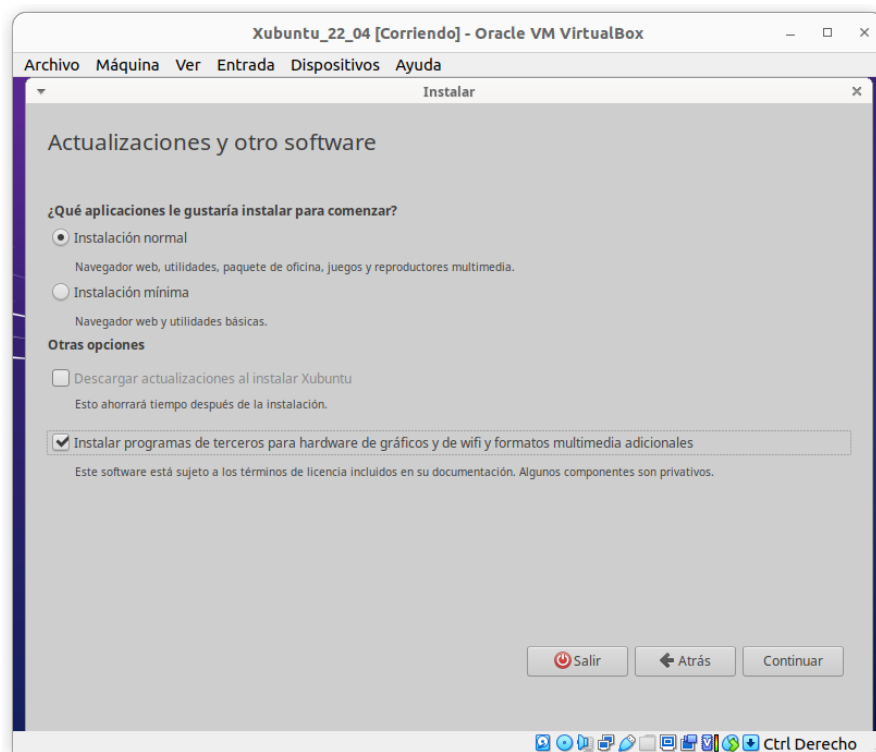 Xubuntu_22_04 [Corriendo] - Oracle VM VirtualBox
Archivo Máquina Ver Entrada Dispositivos Ayuda
Instalar
Actualizaciones y otro software
¿Qué aplicaciones le gustaría instalar para comenzar?
Instalación normal
Navegador web, utilidades, paquete de oficina, juegos y reproductores multimedia.
Instalación mínima
Navegador web y utilidades básicas.
Otras opciones
Descargar actualizaciones al instalar Xubuntu
Esto ahorrará tiempo después de la instalación.
Instalar programas de terceros para hardware de gráficos y de wifi y formatos multimedia adicionales
Este software está sujeto a los términos de licencia incluidos en su documentación. Algunos componentes son privativos.
Salir Atrás Continuar
Ctrl Derecho